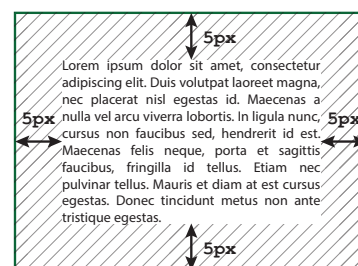 5px
Lorem ipsum dolor sit amet, consectetur
adipiscing elit. Duis volutpat laoreet magna,
nec placerat nisl egestas id. Maecenas a
5px nulla vel arcu viverra lobortis. In ligula nunc, 5px
cursus non faucibus sed, hendrerit id est.
Maecenas felis neque, porta et sagittis
faucibus, fringilla id tellus. Etiam nec
pulvinar tellus. Mauris et diam at est cursus
egestas. Donec tincidunt metus non ante
tristique egestas.
5px